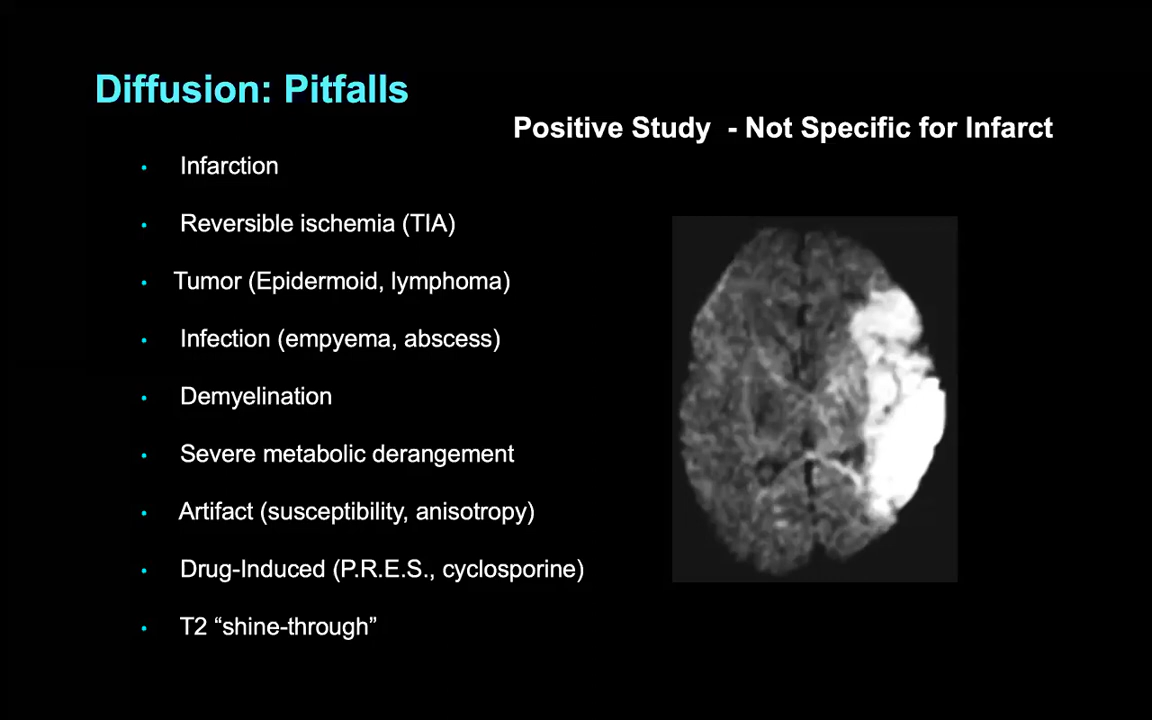 Diffusion: Pitfalls
Positive Study - Not Specific for Infarct
• Infarction
• Reversible ischemia (TIA)
• Tumor (Epidermoid, lymphoma)
• Infection (empyema, abscess)
• Demyelination
• Severe metabolic derangement
• Artifact (susceptibility, anisotropy)
• Drug-Induced (P.R.E.S., cyclosporine)
• T2 “shine-through”